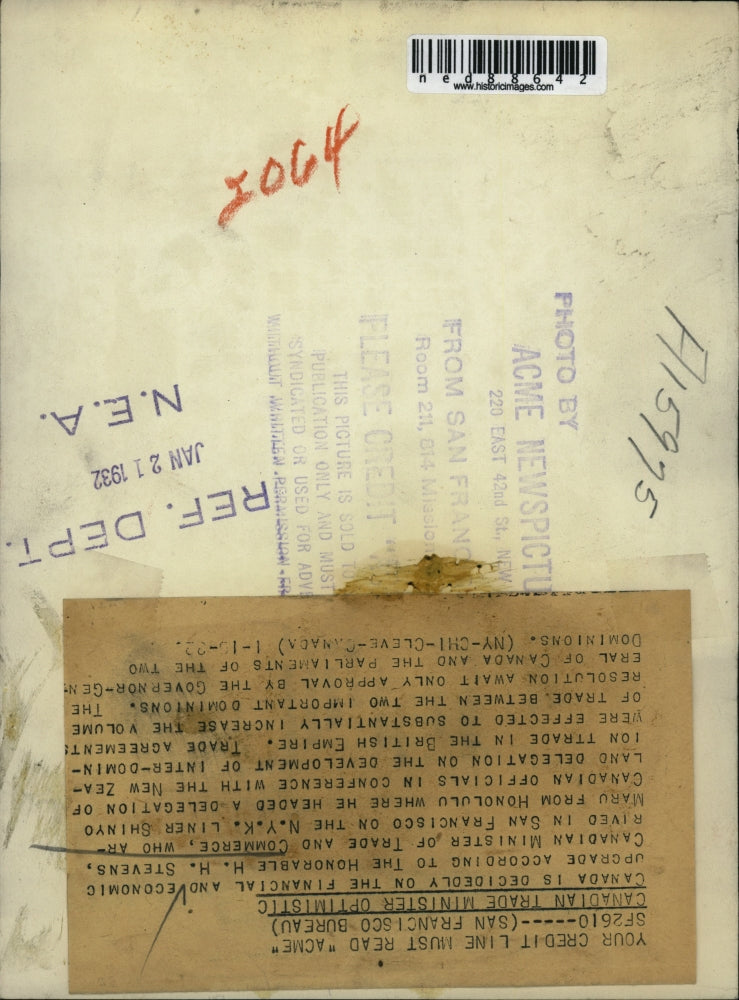 ned88642
www.historicimages.com
2064
H15975
PHOTO BY
ACME NEWSPICTU
220 EAST 42nd St., NEW
FROM SAN FRANC
Room 211, 814 Mission
PLEASE CREDIT "
THIS PICTURE IS SOLD TO
PUBLICATION ONLY AND MUST
SYNDICATED OR USED FOR ADVE
WITHOUT WRITTEN PERMISSION FR
REF. DEPT.
JAN 21 1932
N.E.A.
YOUR CREDIT LINE MUST READ "ACME"
SF2610-----(SAN FRANCISCO BUREAU)
CANADIAN TRADE MINISTER OPTIMISTIC
CANADA IS DECIDEDLY ON THE FINANCIAL AND ECONOMIC
UPGRADE ACCORDING TO THE HONORABLE H. H. STEVENS,
CANADIAN MINISTER OF TRADE AND COMMERCE, WHO AR-
RIVED IN SAN FRANCISCO ON THE N.Y.K. LINER SHINYO
MARU FROM HONOLULU WHERE HE HEADED A DELEGATION OF
CANADIAN OFFICIALS IN CONFERENCE WITH THE NEW ZEA-
LAND DELEGATION ON THE DEVELOPMENT OF INTER-DOMIN-
ION TRTADE IN THE BRITISH EMPIRE. TRADE AGREEMENTS
WERE EFFECTED TO SUBSTANTIALLY INCREASE THE VOLUME
OF TRADE BETWEEN THE TWO IMPORTANT DOMINIONS. THE
RESOLUTION AWAIT ONLY APPROVAL BY THE GOVERNOR-GEN-
ERAL OF CANADA AND THE PARLIAMENTS OF THE TWO
DOMINIONS. (NY-CHI-CLEVE-CANADA) 1-15-32.